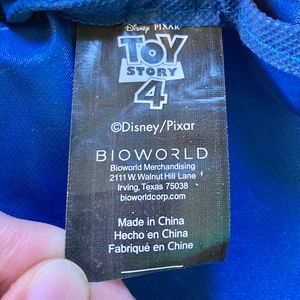 Disney PIXAR
TOY
STORY
4
©Disney/Pixar
BIOWORLD
Bioworld Merchandising
2111 W. Walnut Hill Lane
Irving, Texas 75038
bioworldcorp.com
Made in China
Hecho en China
Fabriqué en Chine